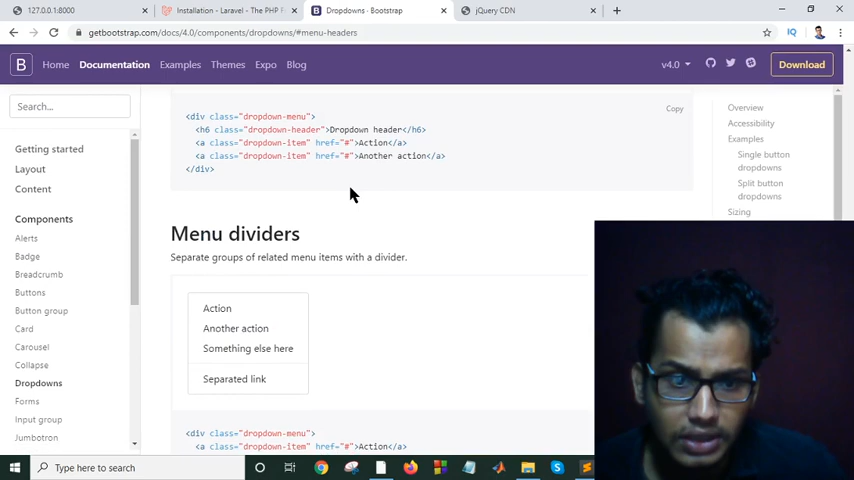 127.0.0.1:8000
Installation - Laravel - The PHP F
Dropdowns · Bootstrap
jQuery CDN
getbootstrap.com/docs/4.0/components/dropdowns/#menu-headers
IQ
B
Home
Documentation
Examples
Themes
Expo
Blog
v4.0
Download
Search...
Getting started
Layout
Content
Components
Alerts
Badge
Breadcrumb
Buttons
Button group
Card
Carousel
Collapse
Dropdowns
Forms
Input group
Jumbotron
Copy
<div class="dropdown-menu">
<h6 class="dropdown-header">Dropdown header</h6>
<a class="dropdown-item" href="#">Action</a>
<a class="dropdown-item" href="#">Another action</a>
</div>
Menu dividers
Separate groups of related menu items with a divider.
Action
Another action
Something else here
Separated link
<div class="dropdown-menu">
<a class="dropdown-item" href="#">Action</a>
Overview
Accessibility
Examples
Single button
dropdowns
Split button
dropdowns
Sizing
Type here to search